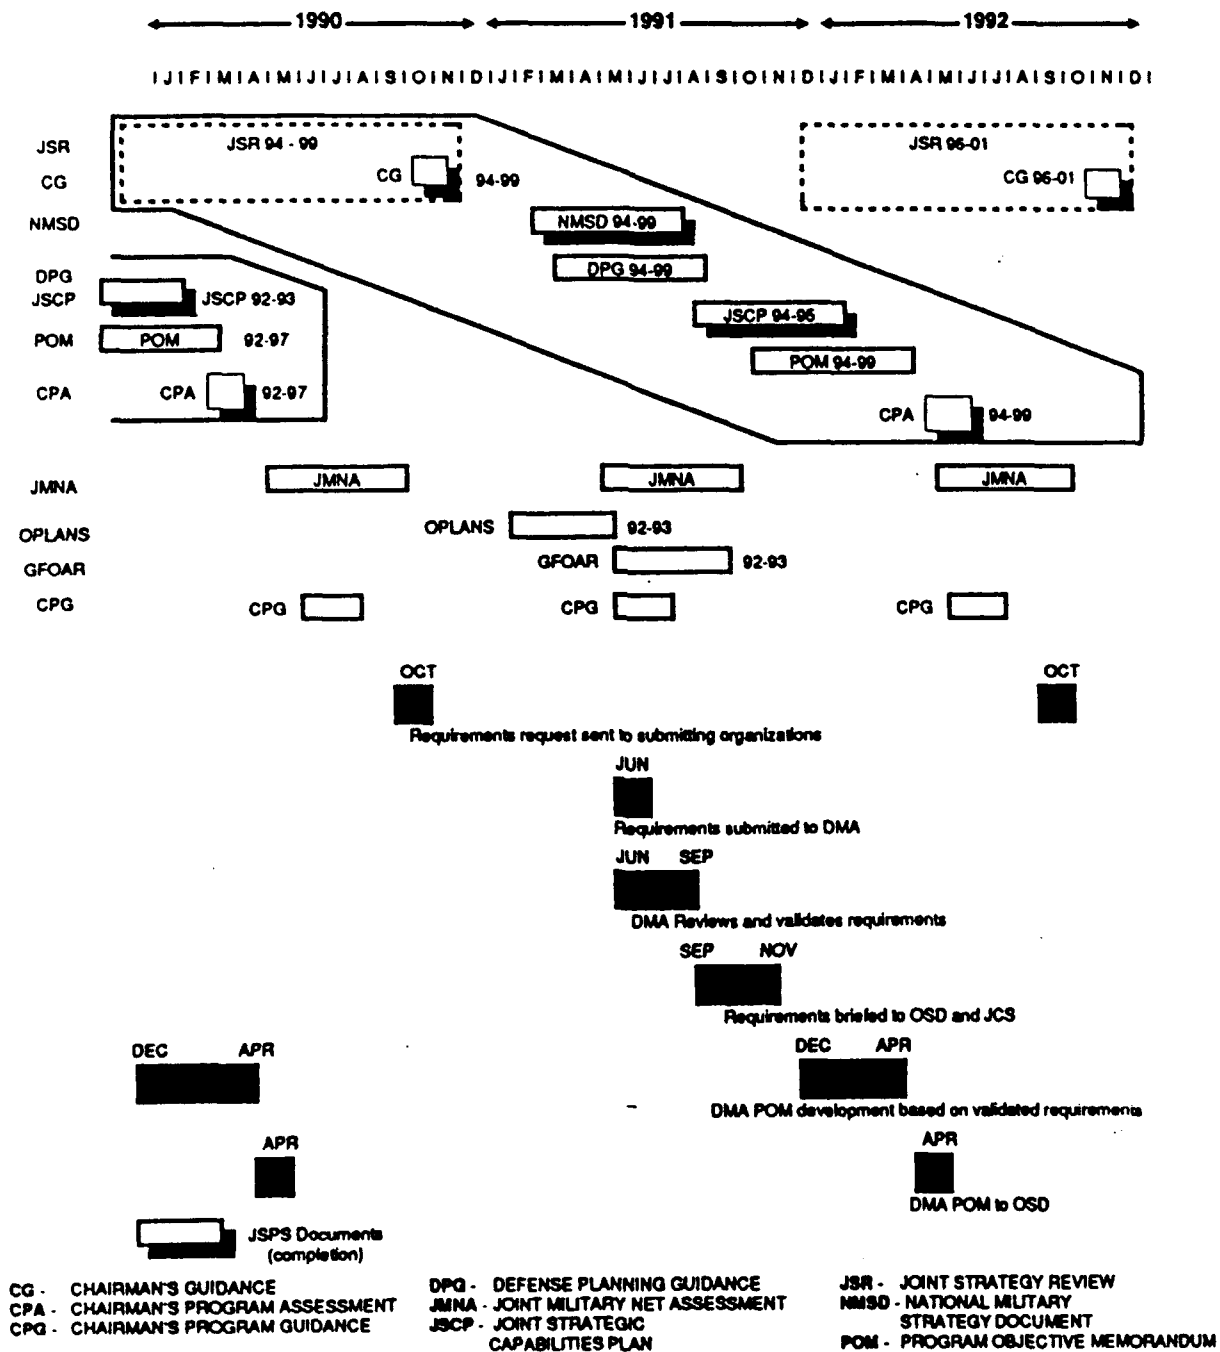 1990 1991 1992
I J I F I M I A I M I J I J I A I S I O I N I D I J I F I M I A I M I J I J I A I S I O I N I D I J I F I M I A I M I J I J I A I S I O I N I D I
JSR JSR 94 - 99 JSR 96-01
CG CG 94-99 CG 96-01
NMSD NMSD 94-99
DPG DPG 94-99
JSCP JSCP 92-93 JSCP 94-95
POM POM 92-97 POM 94-99
CPA CPA 92-97 CPA 94-99
JMNA JMNA JMNA JMNA
OPLANS OPLANS 92-93
GFOAR GFOAR 92-93
CPG CPG CPG CPG
OCT OCT
Requirements request sent to submitting organizations
JUN
Requirements submitted to DMA
JUN SEP
DMA Reviews and validates requirements
SEP NOV
Requirements briefed to OSD and JCS
DEC APR DEC APR
DMA POM development based on validated requirements
APR APR
DMA POM to OSD
JSPS Documents
(completion)
CG - CHAIRMAN'S GUIDANCE
CPA - CHAIRMAN'S PROGRAM ASSESSMENT
CPG - CHAIRMAN'S PROGRAM GUIDANCE
DPG - DEFENSE PLANNING GUIDANCE
JMNA - JOINT MILITARY NET ASSESSMENT
JSCP - JOINT STRATEGIC
CAPABILITIES PLAN
JSR - JOINT STRATEGY REVIEW
NMSD - NATIONAL MILITARY
STRATEGY DOCUMENT
POM - PROGRAM OBJECTIVE MEMORANDUM